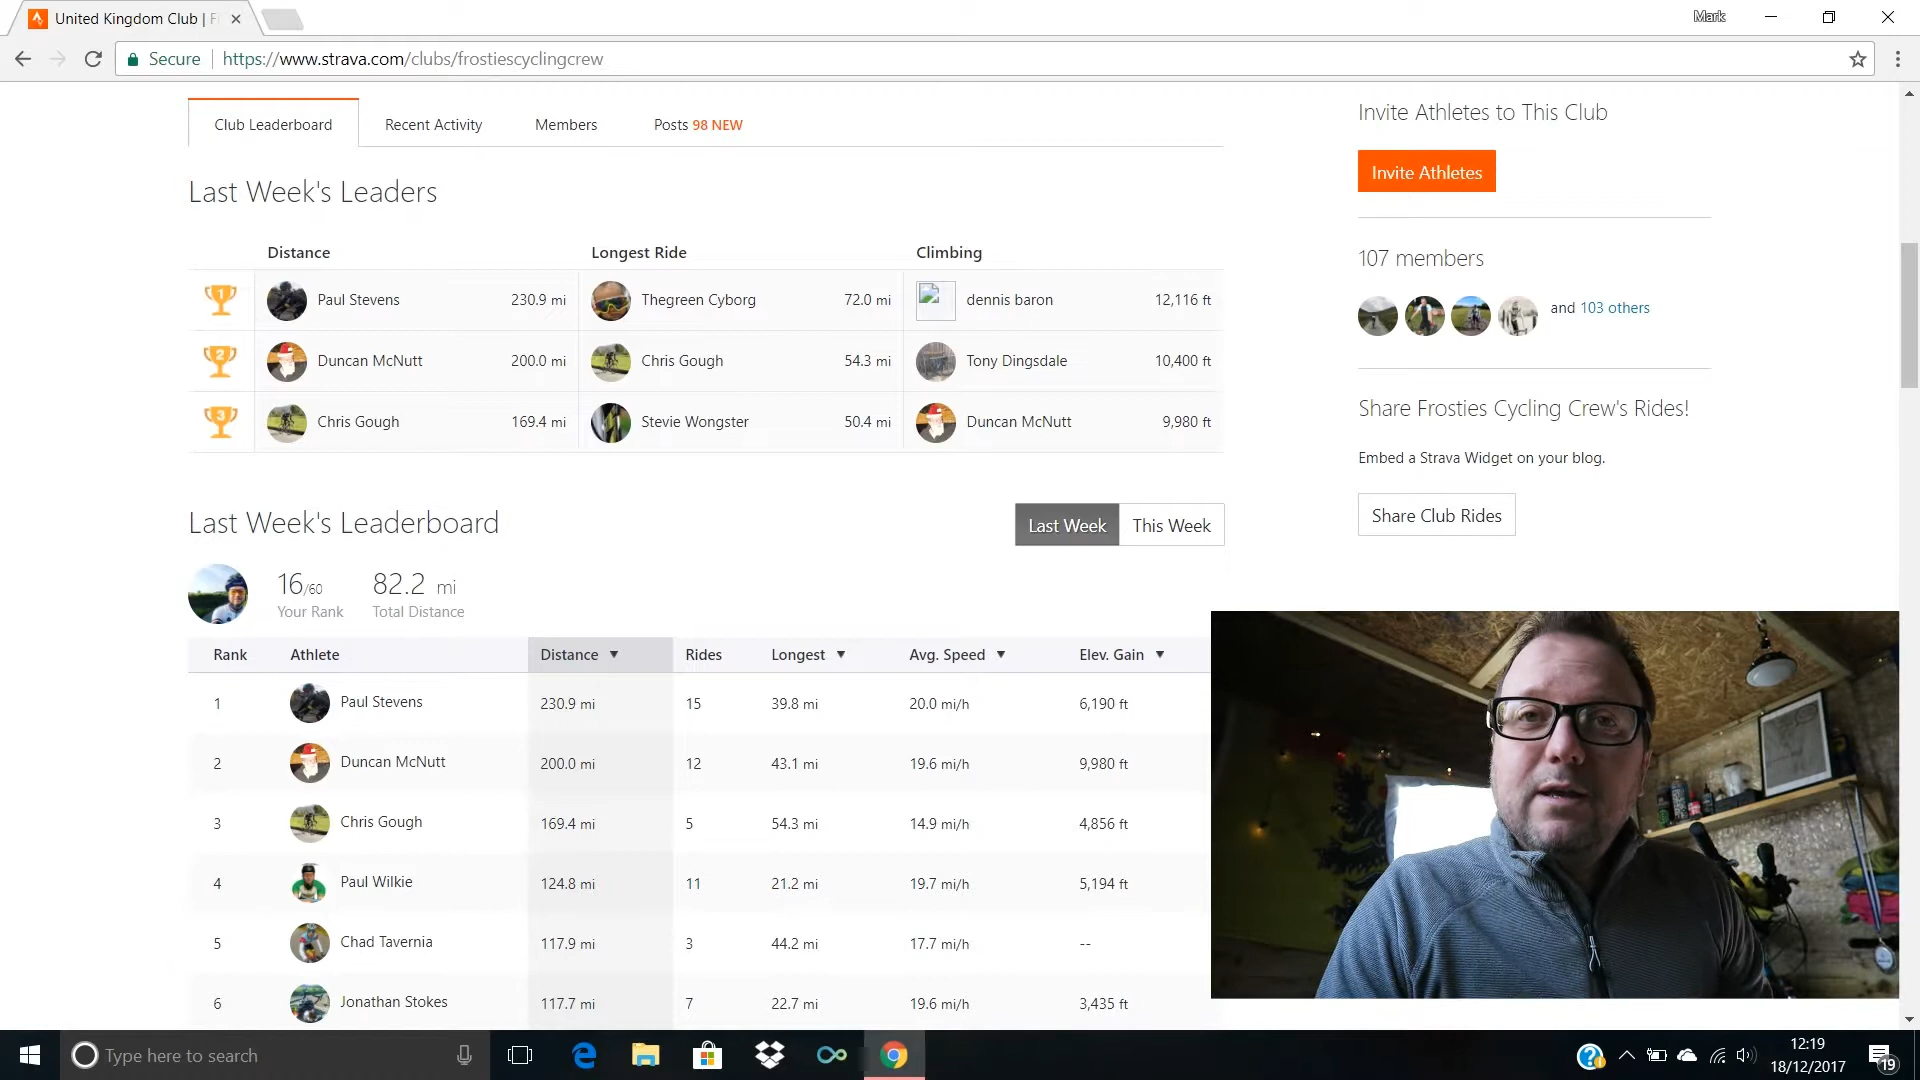 United Kingdom Club | F
Mark
Secure
https://www.strava.com/clubs/frostiescyclingcrew
Club Leaderboard
Recent Activity
Members
Posts 98 NEW
Last Week's Leaders
Distance
Longest Ride
Climbing
1 Paul Stevens 230.9 mi Thegreen Cyborg 72.0 mi dennis baron 12,116 ft
2 Duncan McNutt 200.0 mi Chris Gough 54.3 mi Tony Dingsdale 10,400 ft
3 Chris Gough 169.4 mi Stevie Wongster 50.4 mi Duncan McNutt 9,980 ft
Last Week's Leaderboard
Last Week
This Week
16/60
Your Rank
82.2 mi
Total Distance
Rank Athlete Distance Rides Longest Avg. Speed Elev. Gain
1 Paul Stevens 230.9 mi 15 39.8 mi 20.0 mi/h 6,190 ft
2 Duncan McNutt 200.0 mi 12 43.1 mi 19.6 mi/h 9,980 ft
3 Chris Gough 169.4 mi 5 54.3 mi 14.9 mi/h 4,856 ft
4 Paul Wilkie 124.8 mi 11 21.2 mi 19.7 mi/h 5,194 ft
5 Chad Tavernia 117.9 mi 3 44.2 mi 17.7 mi/h --
6 Jonathan Stokes 117.7 mi 7 22.7 mi 19.6 mi/h 3,435 ft
Invite Athletes to This Club
Invite Athletes
107 members
and 103 others
Share Frosties Cycling Crew's Rides!
Embed a Strava Widget on your blog.
Share Club Rides
Type here to search
12:19
18/12/2017
19